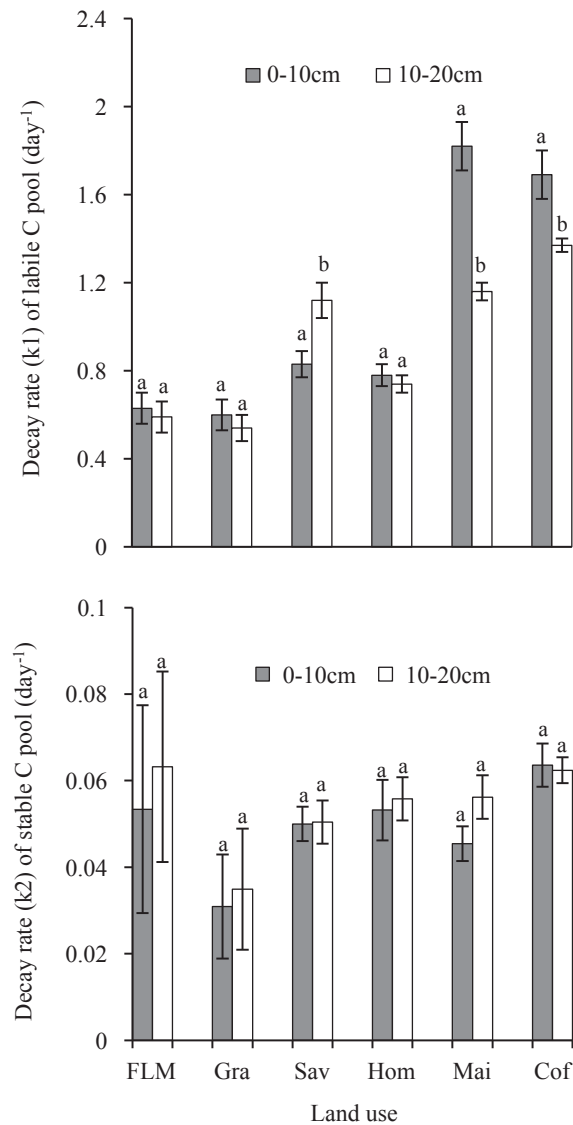 2.4
0-10cm 10-20cm
2
a
a
1.6
b
b
b
1.2
a
0.8
a a
a a
a a
0.4
0
Decay rate (k1) of labile C pool (day⁻¹)
0.1
0-10cm 10-20cm
a
a
0.08
a a
a a
a
a a
0.06
a
a a
0.04
0.02
0
Decay rate (k2) of stable C pool (day⁻¹)
FLM Gra Sav Hom Mai Cof
Land use